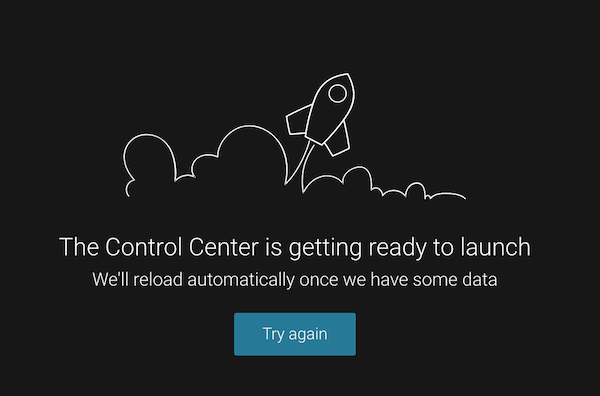 The Control Center is getting ready to launch
We'll reload automatically once we have some data
Try again